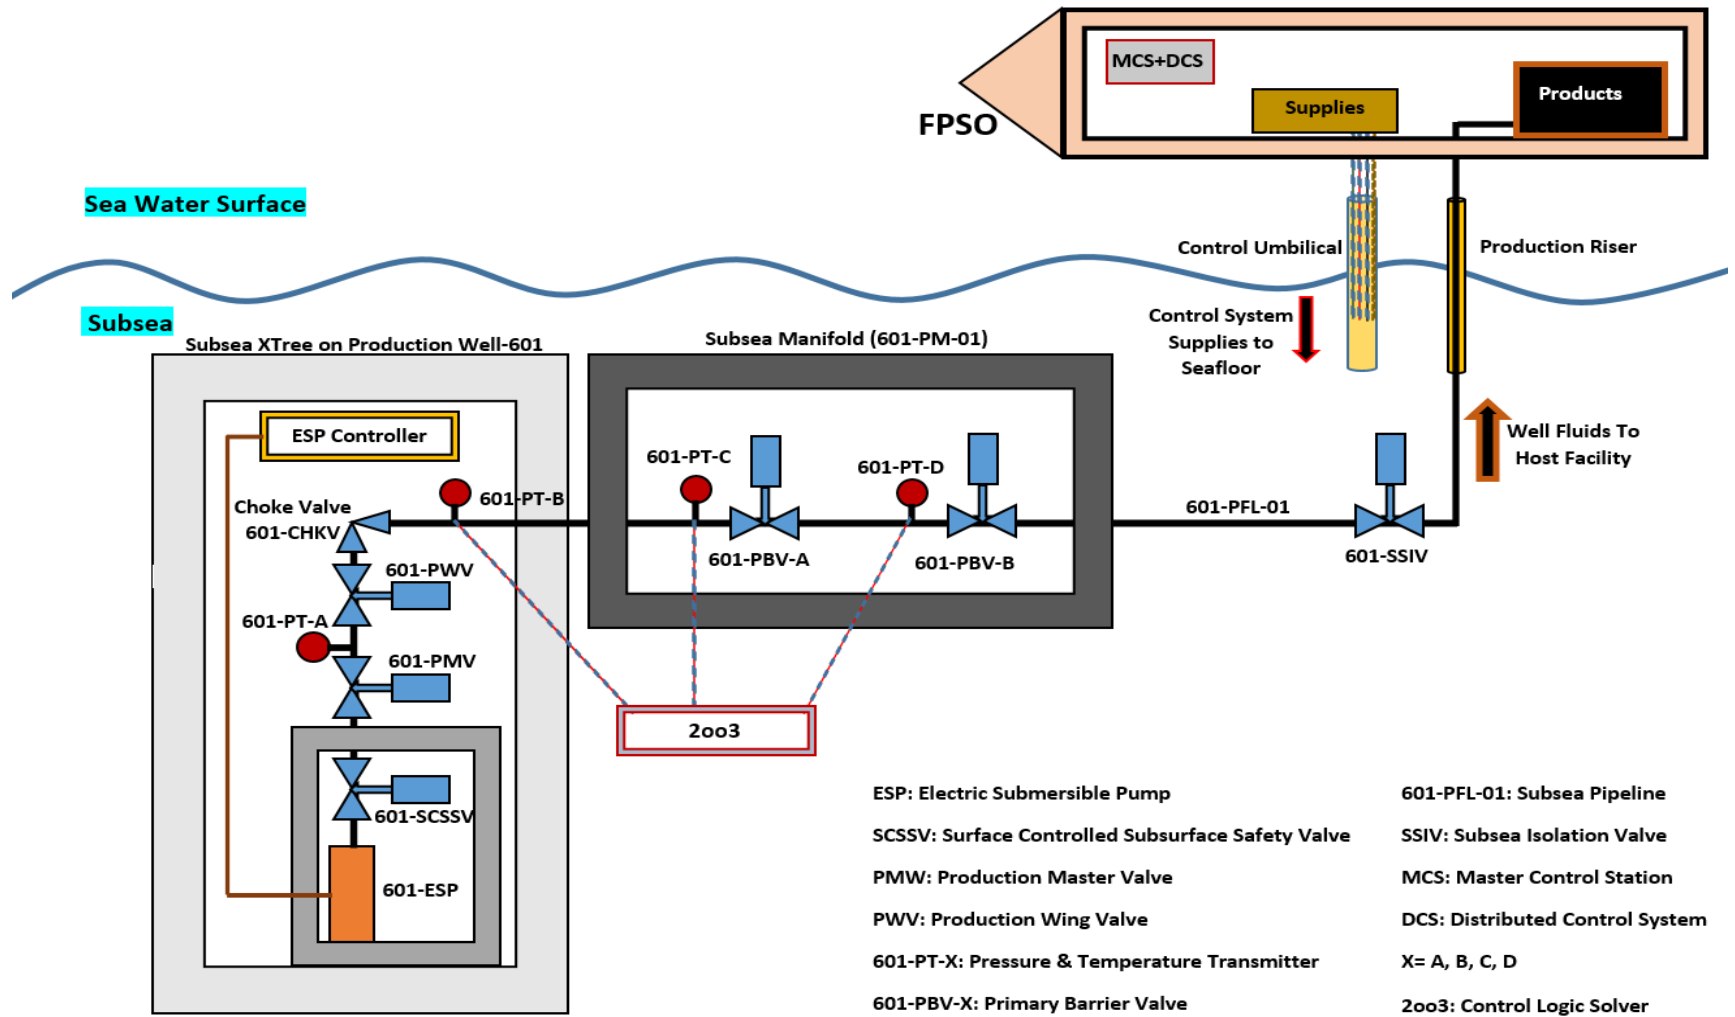 MCS+DCS
Supplies
Products
FPSO
Sea Water Surface
Control Umbilical
Production Riser
Subsea
Control System
Supplies to
Seafloor
Subsea XTree on Production Well-601
Subsea Manifold (601-PM-01)
Well Fluids To
Host Facility
ESP Controller
601-PT-C
601-PT-D
601-PT-B
601-PFL-01
Choke Valve
601-CHKV
601-PBV-A
601-PBV-B
601-SSIV
601-PWV
601-PT-A
601-PMV
2oo3
601-SCSSV
601-ESP
ESP: Electric Submersible Pump
SCSSV: Surface Controlled Subsurface Safety Valve
PMW: Production Master Valve
PWV: Production Wing Valve
601-PT-X: Pressure & Temperature Transmitter
601-PBV-X: Primary Barrier Valve
601-PFL-01: Subsea Pipeline
SSIV: Subsea Isolation Valve
MCS: Master Control Station
DCS: Distributed Control System
X= A, B, C, D
2oo3: Control Logic Solver